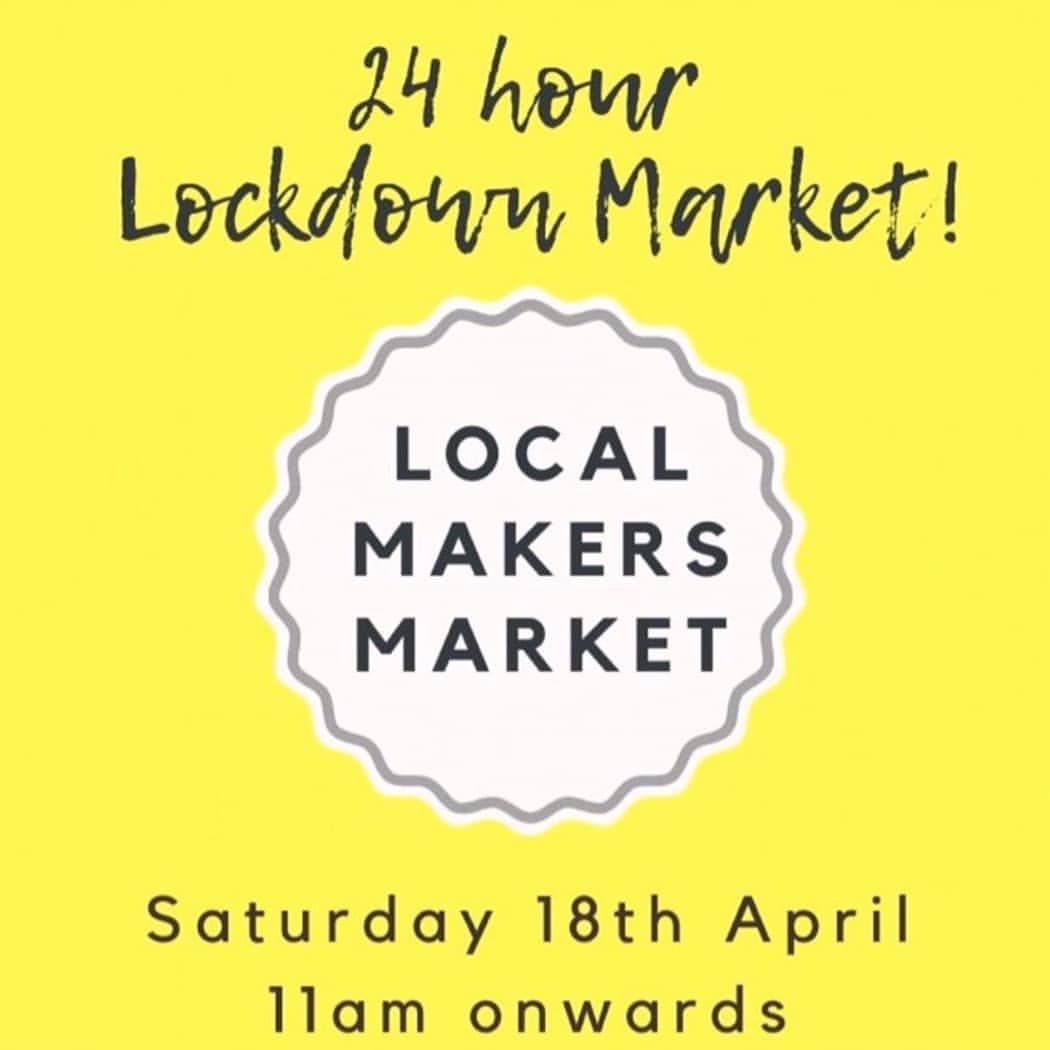 24 hour
Lockdown Market!
LOCAL
MAKERS
MARKET
Saturday 18th April
11am onwards